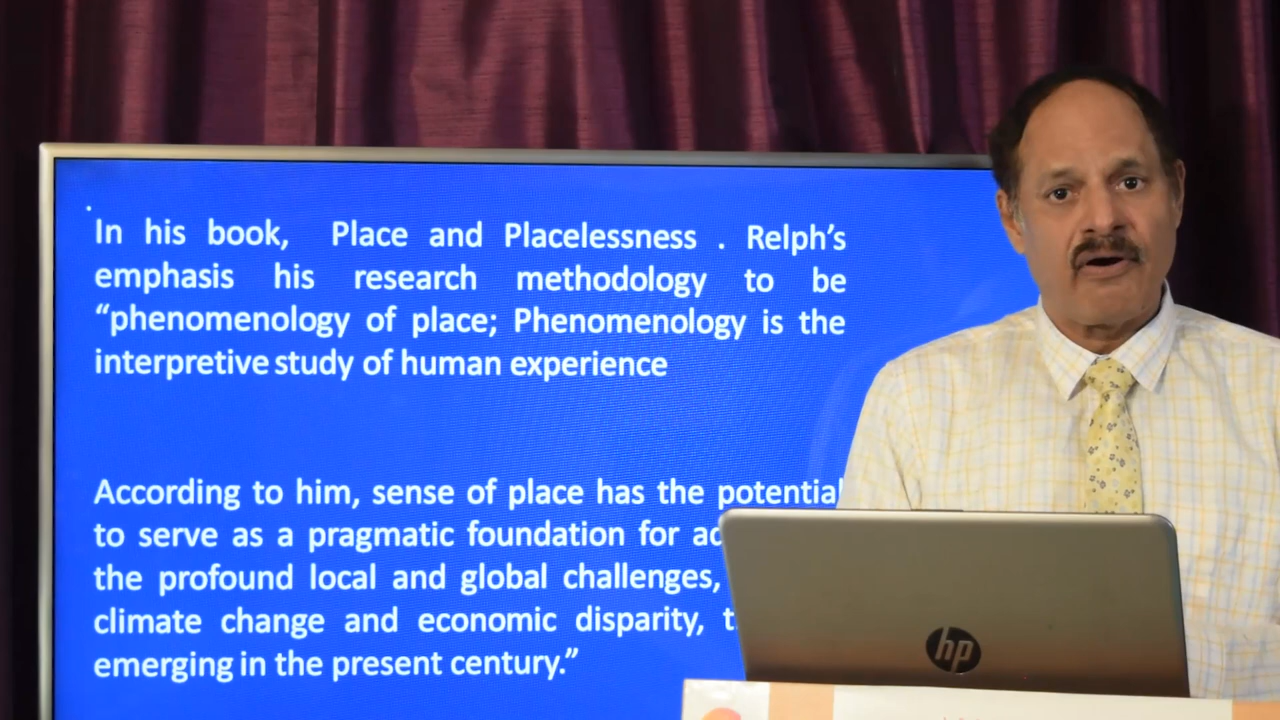 In his book, Place and Placelessness . Relph's
emphasis his research methodology to be
“phenomenology of place; Phenomenology is the
interpretive study of human experience
According to him, sense of place has the potential
to serve as a pragmatic foundation for
the profound local and global challenges,
climate change and economic disparity,
emerging in the present century.”
hp